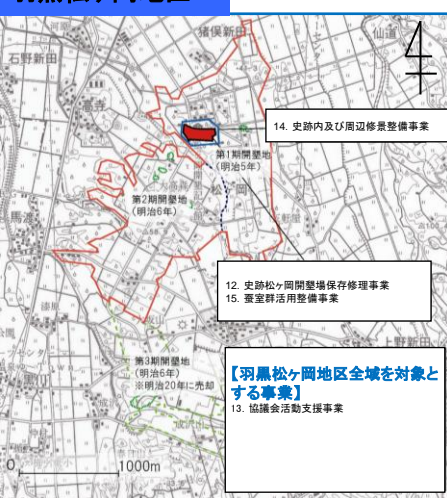 猪俣新田
仙道
石野新田
高寺
14. 史跡内及び周辺修景整備事業
第1期開墾地
(明治5年)
松
岡
第2期開墾地
(明治6年)
馬渡
12. 史跡松ヶ岡開墾場保存修理事業
15. 蚕室群活用整備事業
上野新田
第3期開墾地
(明治6年)
※明治20年に売却
【羽黒松ヶ岡地区全域を対象と
する事業】
13. 協議会活動支援事業
0
1000m